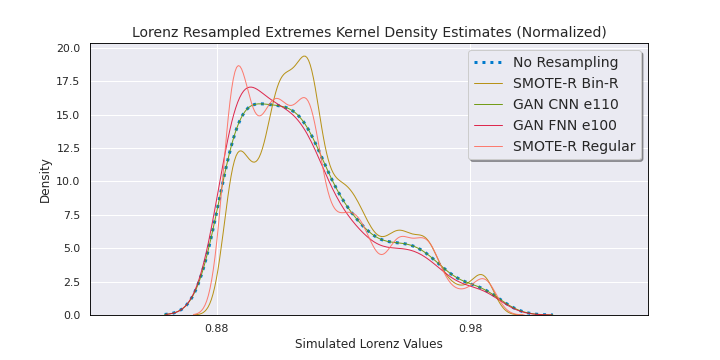 Lorenz Resampled Extremes Kernel Density Estimates (Normalized)
20.0
17.5
15.0
12.5
10.0
7.5
5.0
2.5
0.0
Density
No Resampling
SMOTE-R Bin-R
GAN CNN e110
GAN FNN e100
SMOTE-R Regular
0.88
0.98
Simulated Lorenz Values